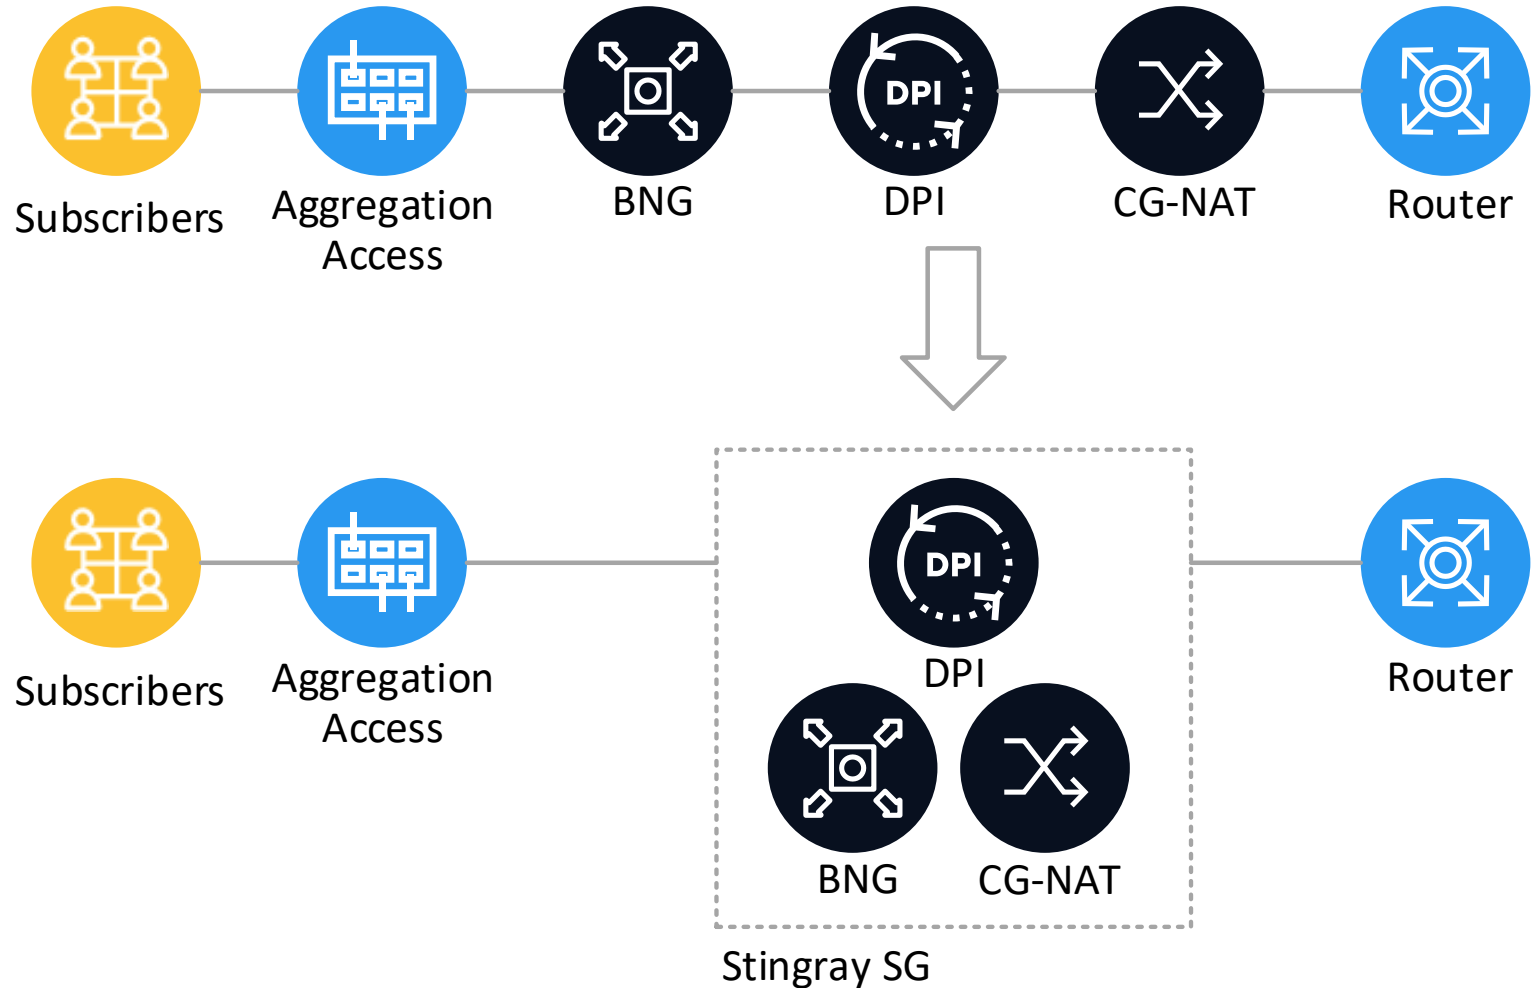 DPI
Subscribers
Aggregation
Access
BNG
DPI
CG-NAT
Router
DPI
Subscribers
Aggregation
Access
DPI
Router
BNG
CG-NAT
Stingray SG